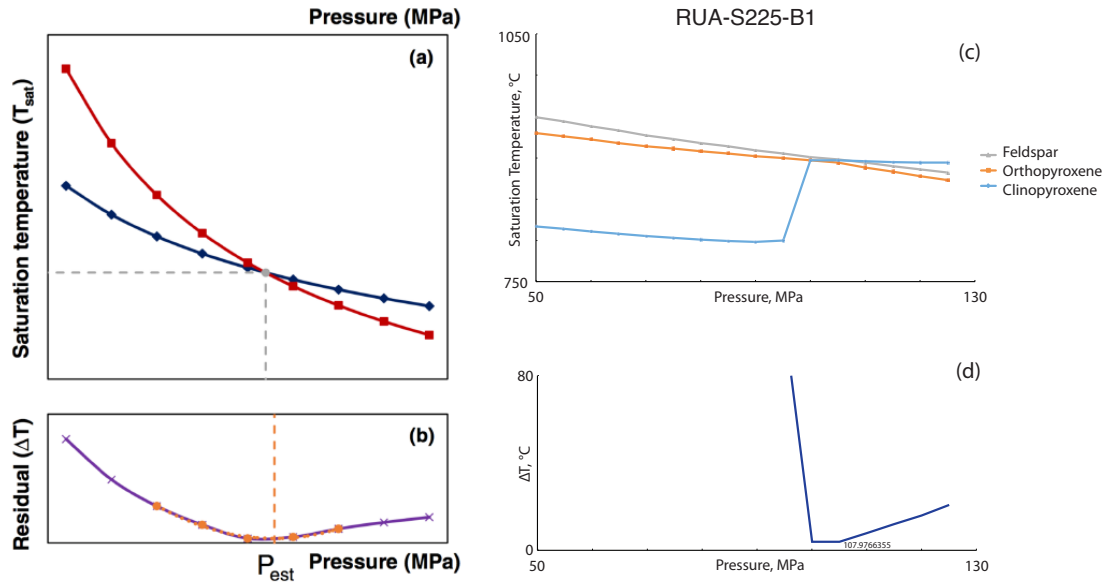 Pressure (MPa)
(a)
Saturation temperature (Tsat)
(b)
Residual (ΔT)
Pest
Pressure (MPa)
RUA-S225-B1
(c)
1050
Saturation Temperature, °C
750
50
130
Pressure, MPa
Feldspar
Orthopyroxene
Clinopyroxene
(d)
80
ΔT, °C
0
107.9766355
50
130
Pressure, MPa